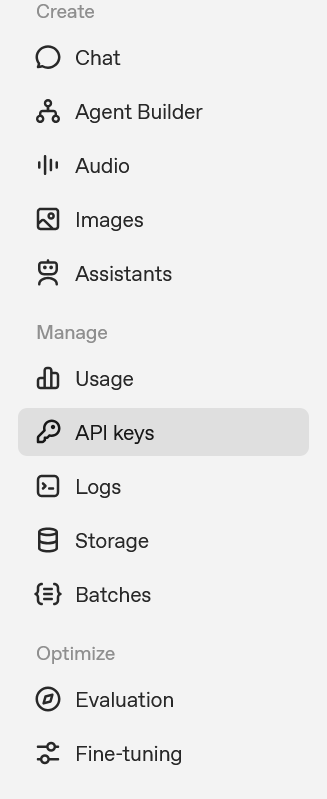 Create
Chat
Agent Builder
Audio
Images
Assistants
Manage
Usage
API keys
Logs
Storage
Batches
Optimize
Evaluation
Fine-tuning